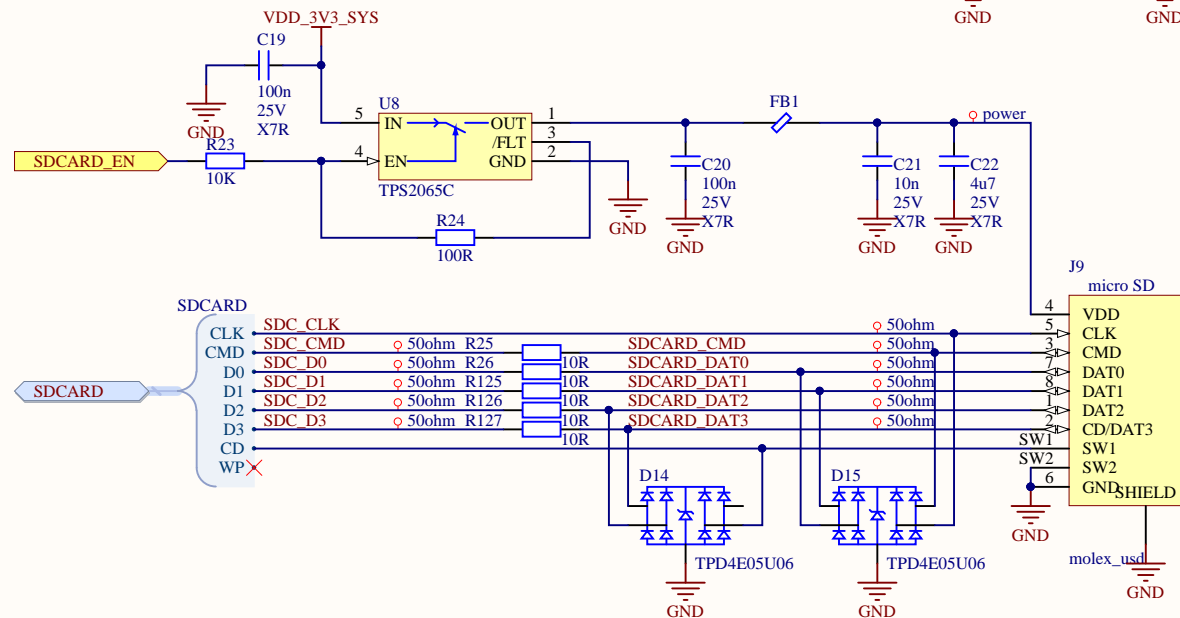 GND GND
VDD_3V3_SYS
C19
100n
25V
X7R
GND
U8
5 IN OUT 1
/FLT 3
4 EN GND 2
TPS2065C
SDCARD_EN
R23
10K
R24
100R
GND
FB1
power
C20
100n
25V
X7R
GND
C21
10n
25V
X7R
GND
C22
4u7
25V
X7R
GND
SDCARD
SDCARD
CLK SDC_CLK 50ohm
CMD SDC_CMD 50ohm R25 10R SDCARD_CMD 50ohm
D0 SDC_D0 50ohm R26 10R SDCARD_DAT0 50ohm
D1 SDC_D1 50ohm R125 10R SDCARD_DAT1 50ohm
D2 SDC_D2 50ohm R126 10R SDCARD_DAT2 50ohm
D3 SDC_D3 50ohm R127 10R SDCARD_DAT3 50ohm
CD
WP
J9
micro SD
4 VDD
5 CLK
3 CMD
7 DAT0
8 DAT1
1 DAT2
2 CD/DAT3
SW1 SW1
SW2 SW2
6 GND
SHIELD
GND
molex_usd
GND
D14
TPD4E05U06
GND
D15
TPD4E05U06
GND